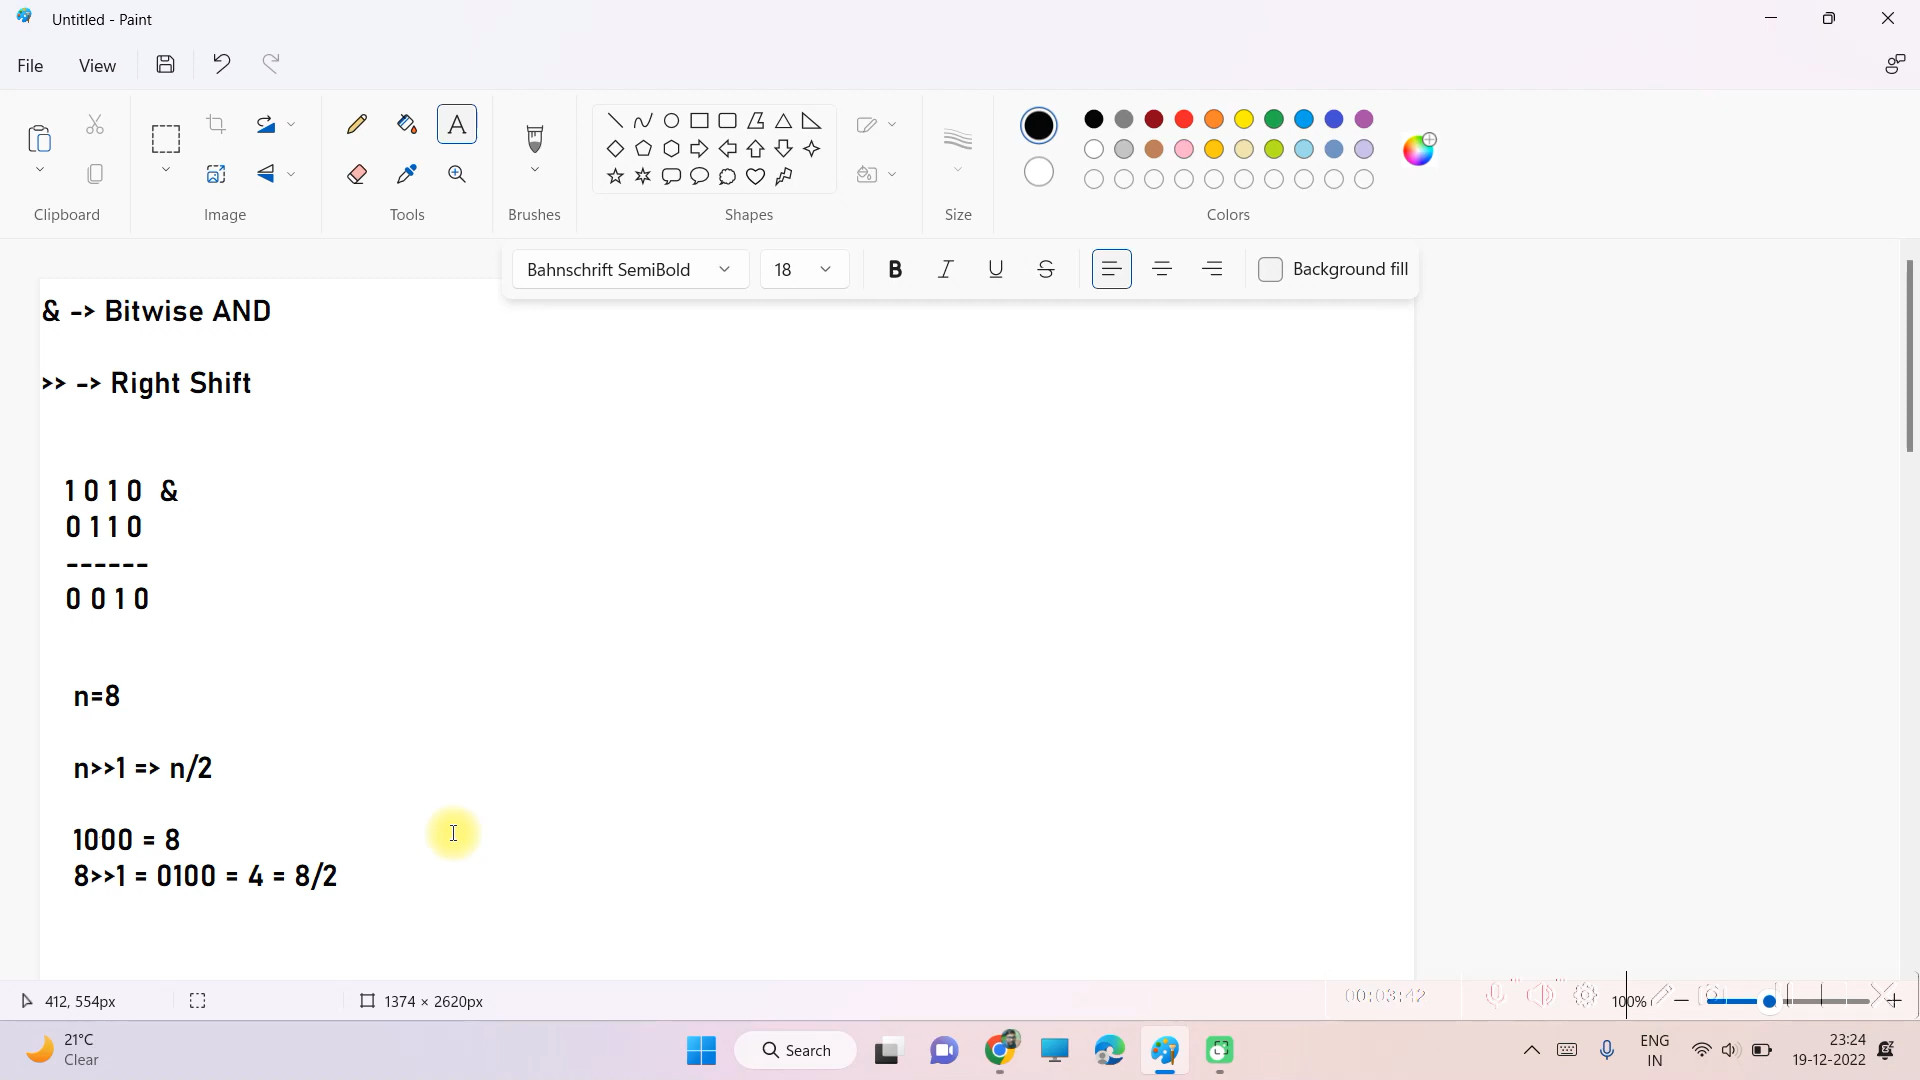 Untitled - Paint
File View
Clipboard Image Tools Brushes Shapes Size Colors
Bahnschrift SemiBold 18 B I U S Background fill
& -> Bitwise AND
>> -> Right Shift
1 0 1 0 &
0 1 1 0
------
0 0 1 0
n=8
n>>1 => n/2
1000 = 8
8>>1 = 0100 = 4 = 8/2
412, 554px 1374 × 2620px 00:03:42 100%
21°C
Clear
Search
ENG
IN
23:24
19-12-2022